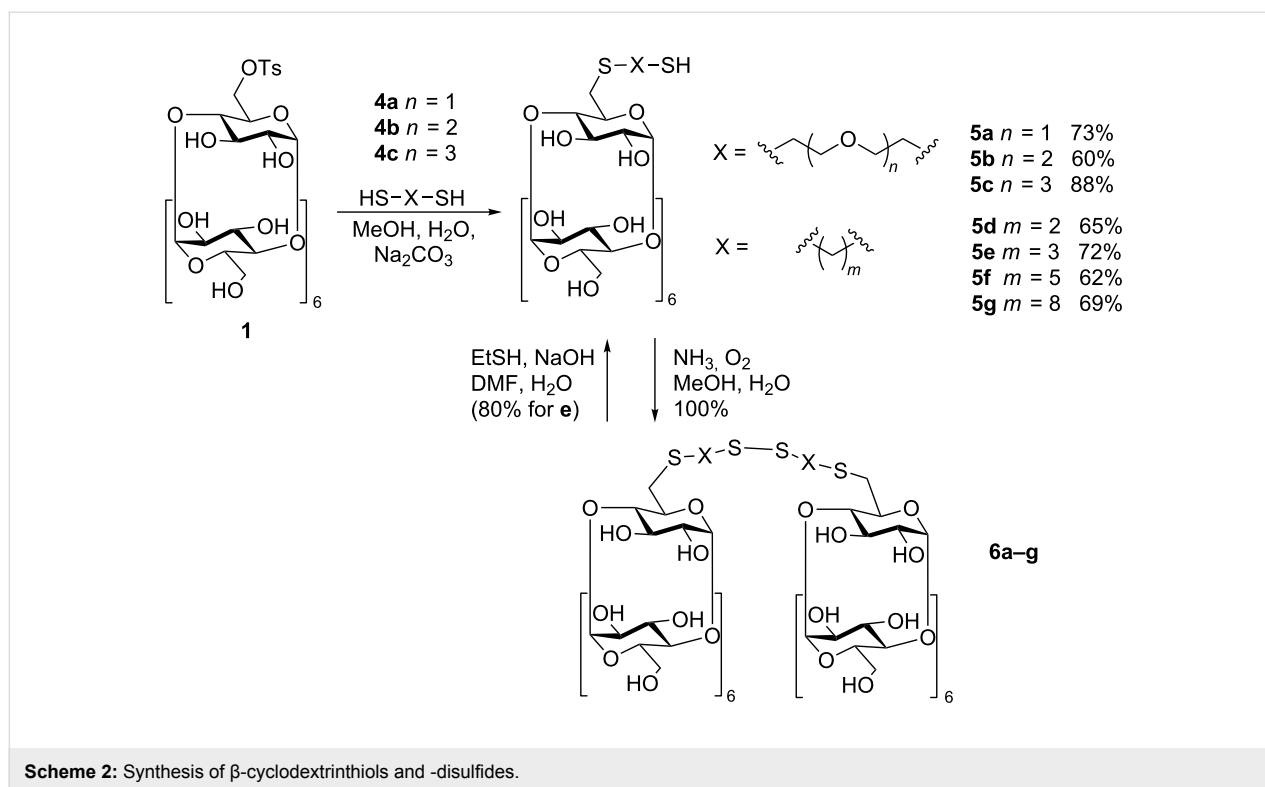 OTs
O
O
HO
HO
OH
OH
O
O
HO
6
1
4a n = 1
4b n = 2
4c n = 3
HS–X–SH
MeOH, H₂O,
Na₂CO₃
S–X–SH
O
O
HO
HO
OH
OH
O
O
HO
6
X =
O
n
5a n = 1 73%
5b n = 2 60%
5c n = 3 88%
X =
m
5d m = 2 65%
5e m = 3 72%
5f m = 5 62%
5g m = 8 69%
EtSH, NaOH
DMF, H₂O
(80% for e)
NH₃, O₂
MeOH, H₂O
100%
S–X–S–S–X–S
O
O
HO
HO
OH
OH
O
O
HO
6
O
O
HO
HO
OH
OH
O
O
HO
6
6a–g
Scheme 2: Synthesis of β-cyclodextrinthiols and -disulfides.